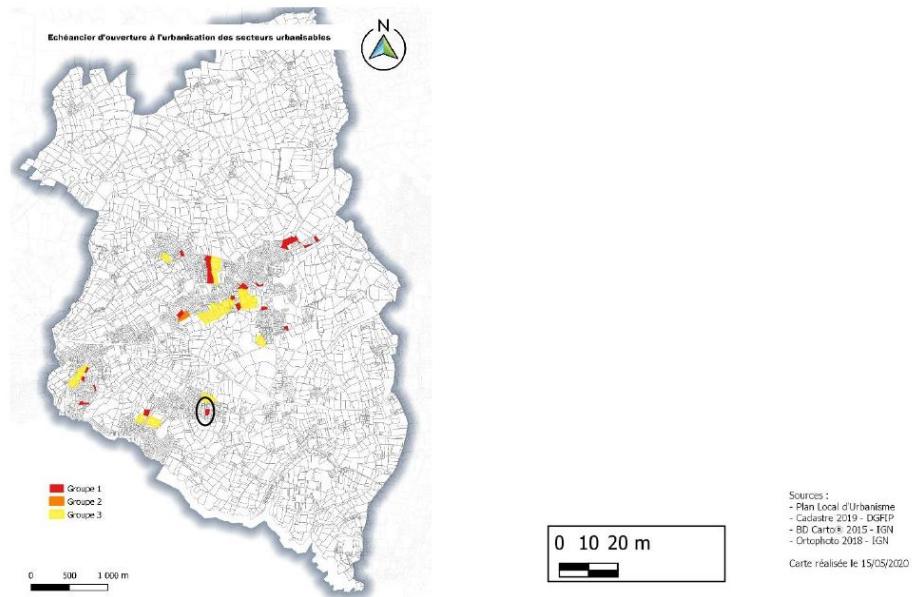 Echéancier d'ouverture à l'urbanisation des secteurs urbanisables
N
Groupe 1
Groupe 2
Groupe 3
0 500 1 000 m
0 10 20 m
Sources :
- Plan Local d'Urbanisme
- Cadastre 2019 - DGFIP
- BD Carto® 2015 - IGN
- Ortophoto 2018 - IGN
Carte réalisée le 15/05/2020